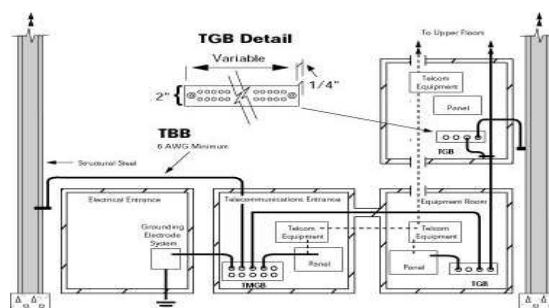 To Upper Floors
TGB Detail
Variable
1/4"
2"
Telcom
Equipment
Panel
TGB
TBB
6 AWG Minimum
Structural Steel
Electrical Entrance
Telecommunications Entrance
Equipment Room
Grounding
Electrode
System
Telcom
Equipment
Panel
TMGB
Telcom
Equipment
Panel
TGB